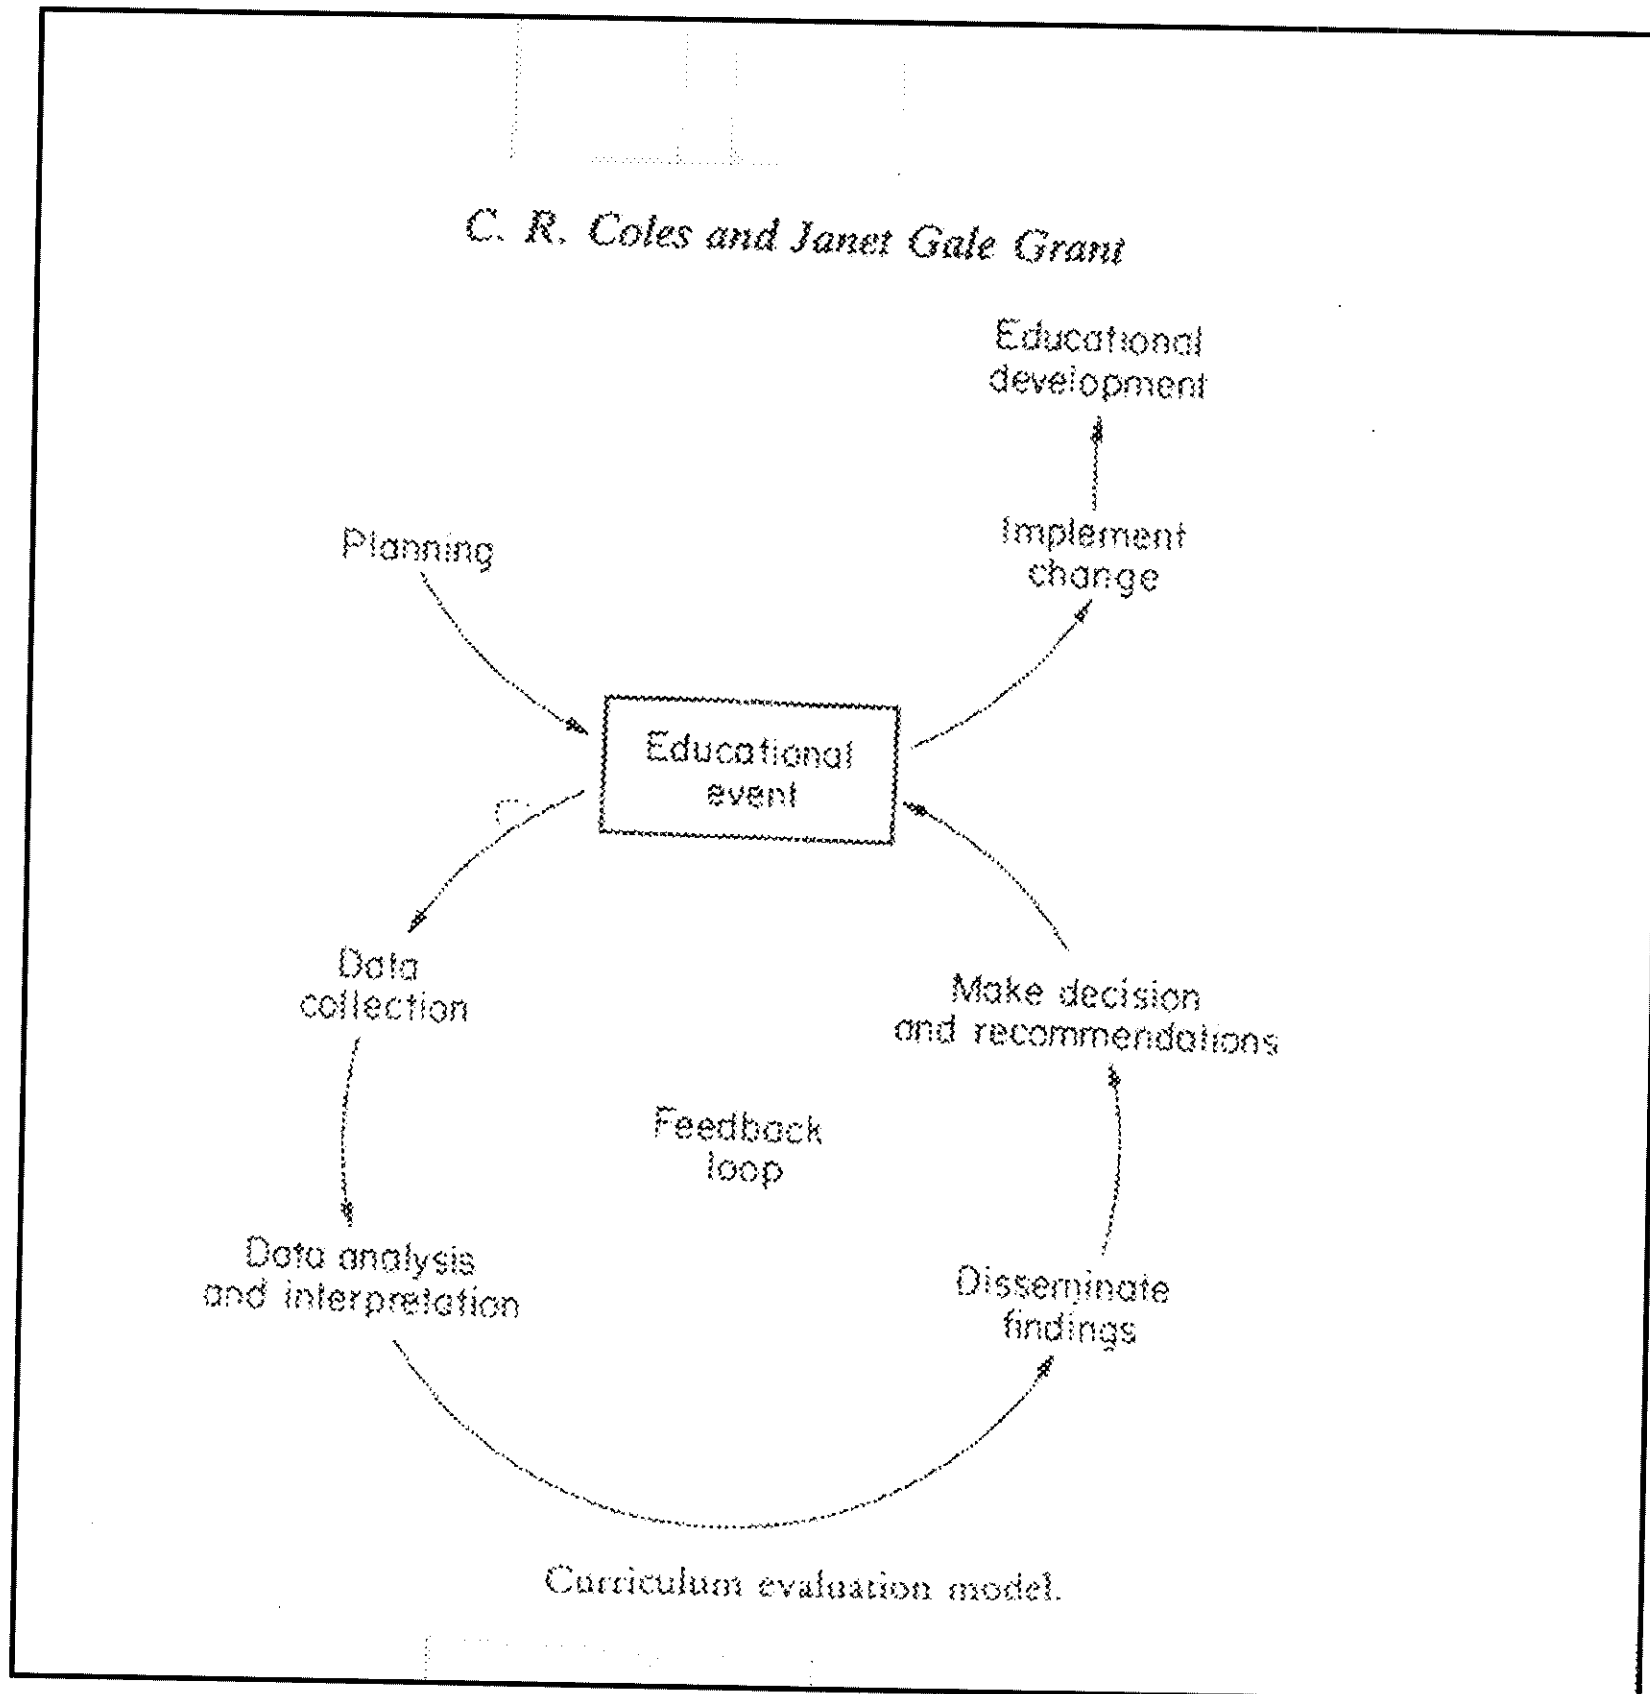 C. R. Coles and Janet Gale Grant
Educational
development
Planning
Implement
change
Educational
event
Data
collection
Make decision
and recommendations
Feedback
loop
Data analysis
and interpretation
Disseminate
findings
Curriculum evaluation model.